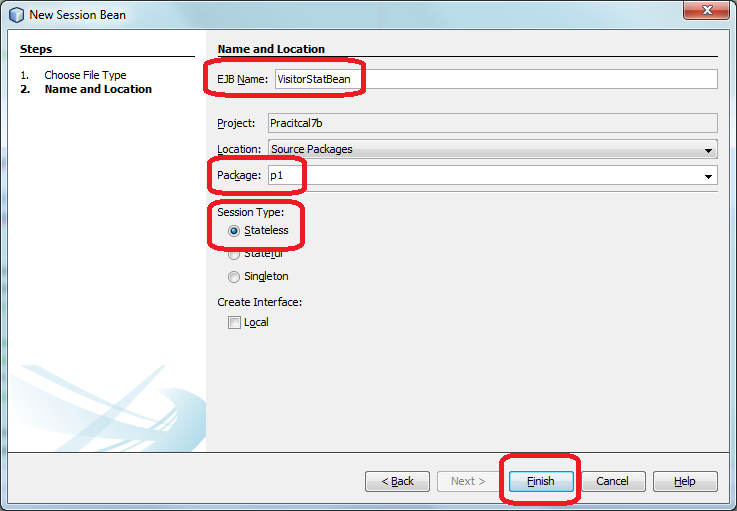 New Session Bean
Steps
1. Choose File Type
2. Name and Location
Name and Location
EJB Name: VisitorStatBean
Project: Pracitcal7b
Location: Source Packages
Package: p1
Session Type:
Stateless
Stateful
Singleton
Create Interface:
Local
< Back Next > Finish Cancel Help